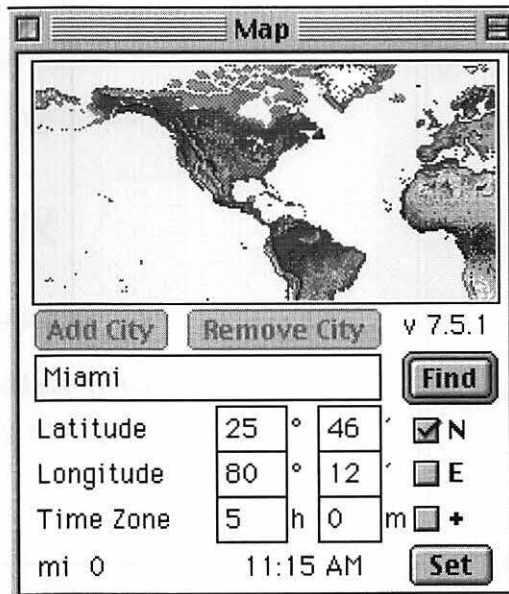 Map
Add City Remove City v 7.5.1
Miami Find
Latitude 25 ° 46 ′ N
Longitude 80 ° 12 ′ E
Time Zone 5 h 0 m +
mi 0 11:15 AM Set